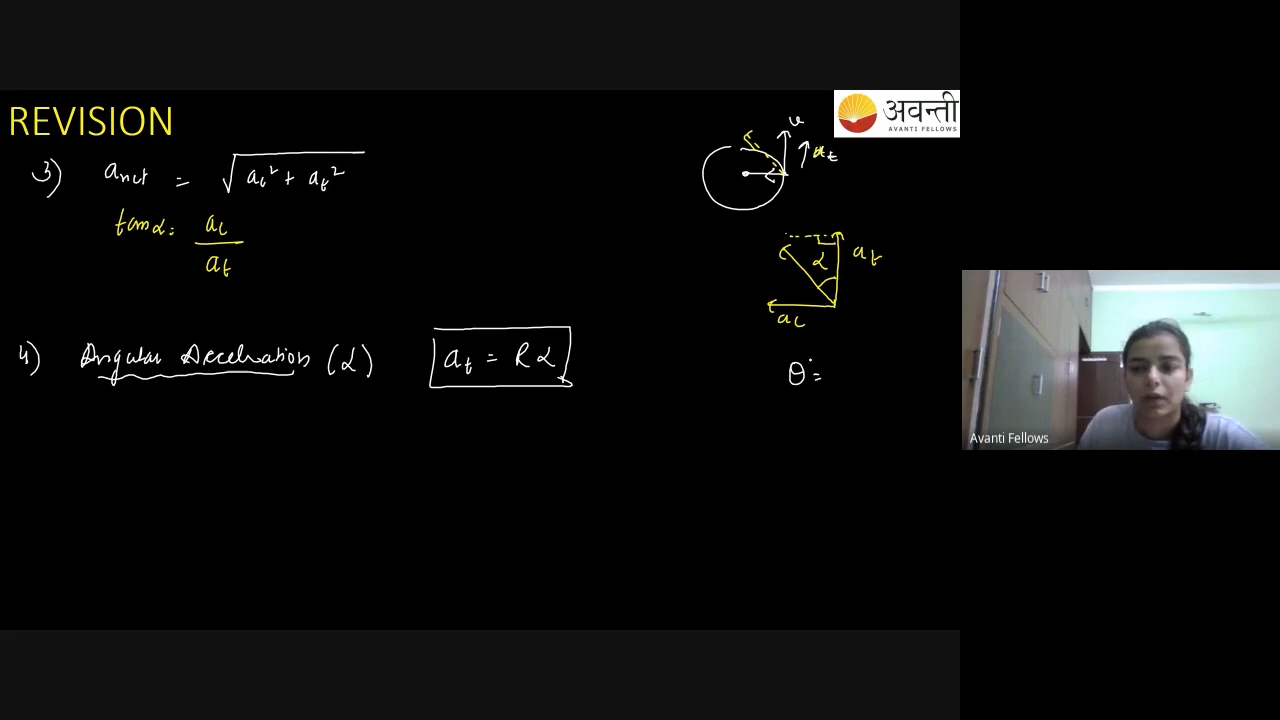 REVISION
अवन्ती
AVANTI FELLOWS
3) anet = √ac² + at²
tanα = ac
at
v
at
α at
ac
4) Angular Acceleration (α) at = Rα
θ =
Avanti Fellows